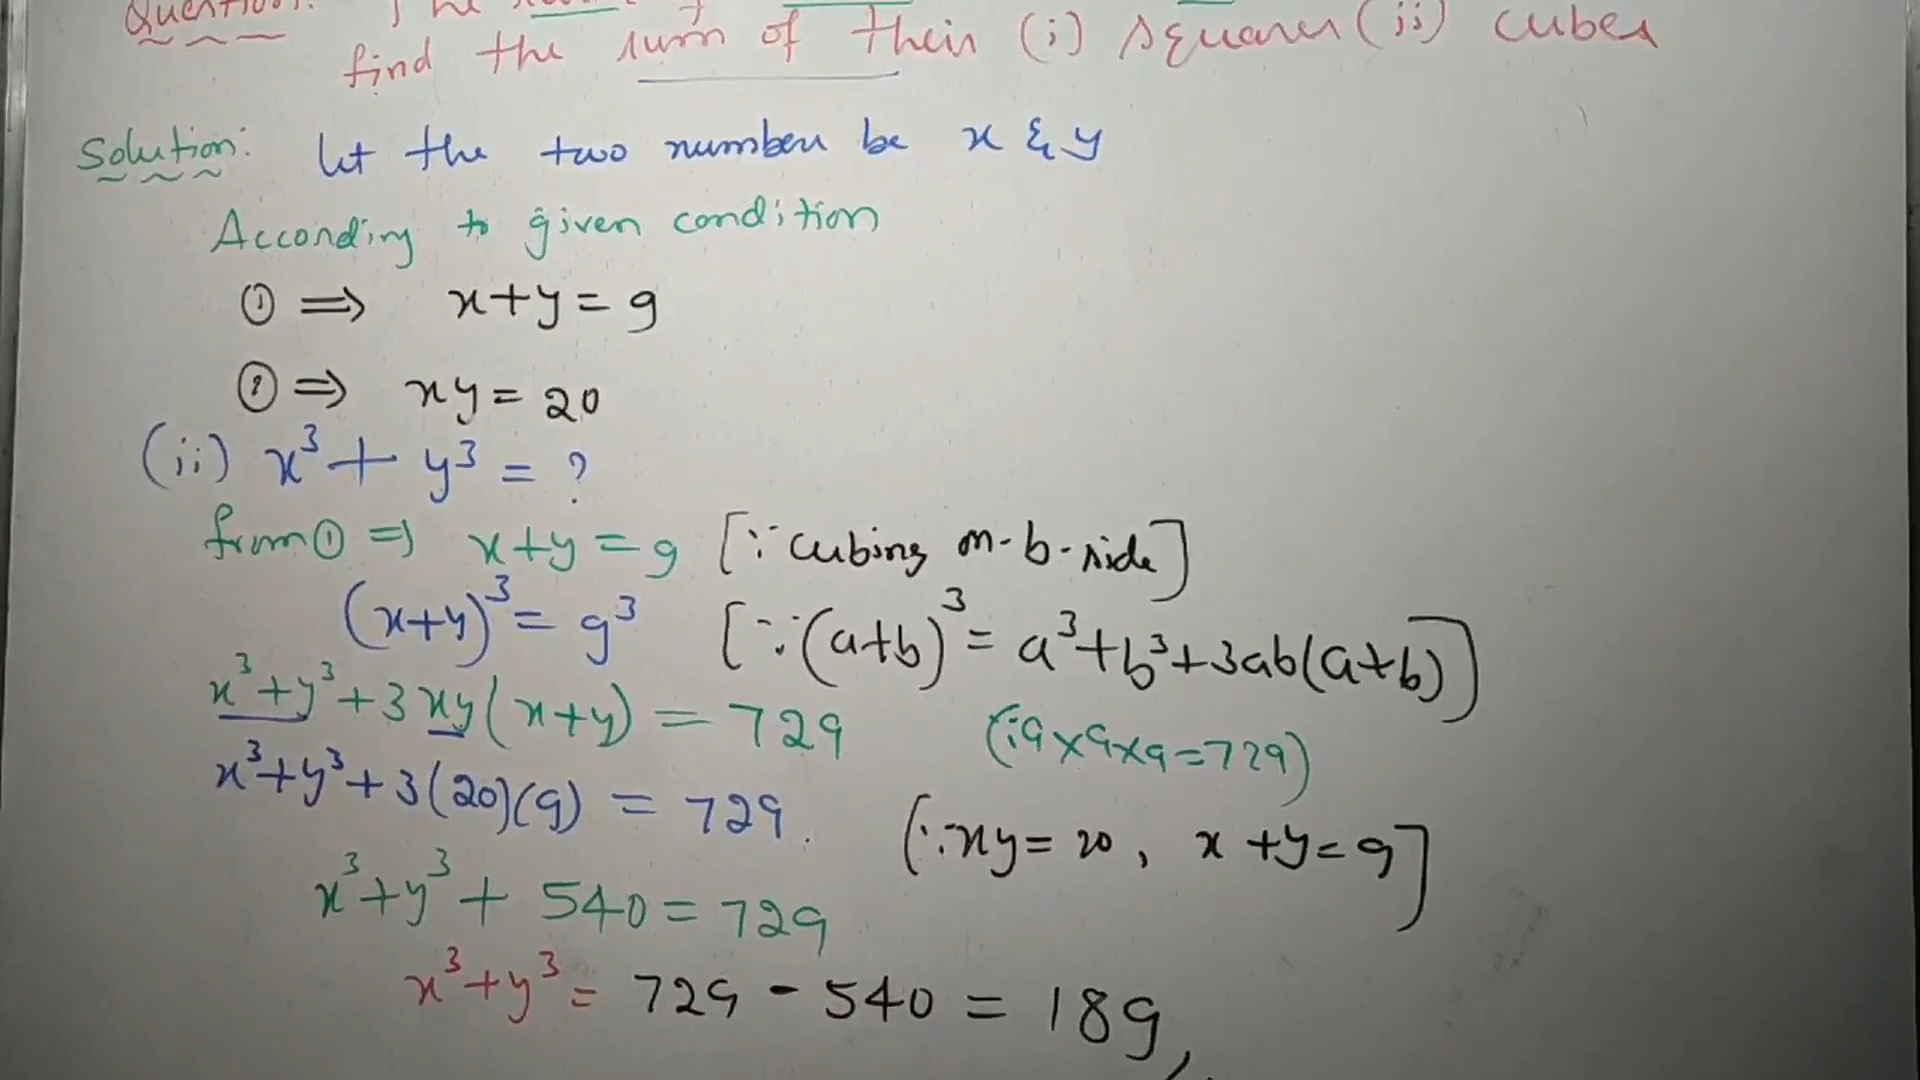 Question: The
find the sum of their (i) squares (ii) cubes
Solution: let the two numbers be x & y
According to given condition
① ⇒ x+y = 9
② ⇒ xy = 20
(ii) x³ + y³ = ?
from ① ⇒ x+y = 9 [∵ cubing on-b-side]
(x+y)³ = 9³ [∵ (a+b)³ = a³+b³+3ab(a+b)]
x³+y³+3xy(x+y) = 729 (∵ 9×9×9=729)
x³+y³+3(20)(9) = 729. (∵ xy = 20, x+y=9]
x³+y³ + 540 = 729
x³+y³ = 729 - 540 = 189,